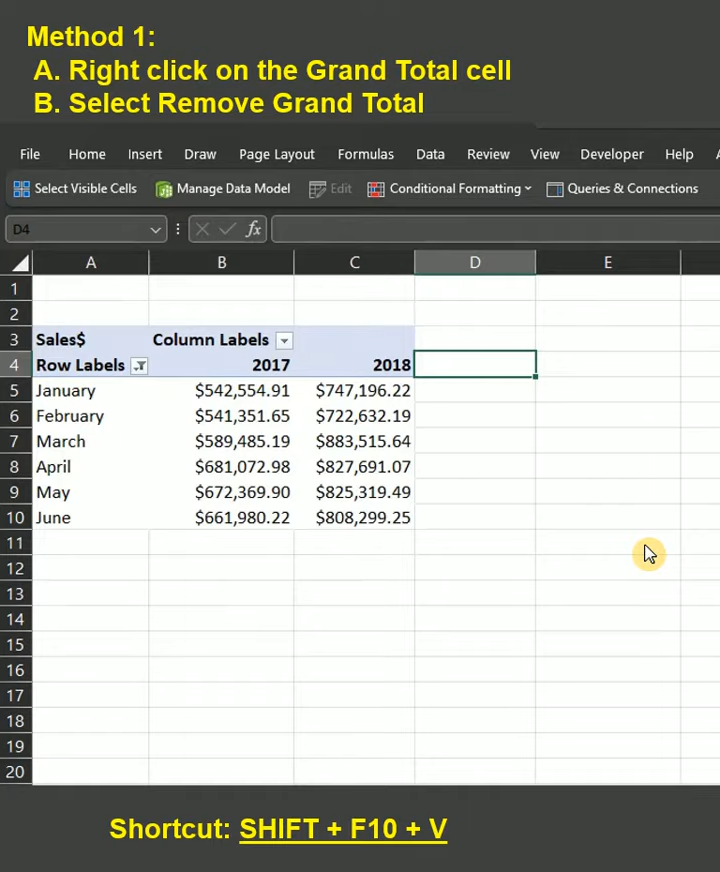 Method 1:
A. Right click on the Grand Total cell
B. Select Remove Grand Total
File Home Insert Draw Page Layout Formulas Data Review View Developer Help
Select Visible Cells Manage Data Model Edit Conditional Formatting Queries & Connections
D4 fx
A B C D E
1
2
3 Sales$ Column Labels
4 Row Labels 2017 2018
5 January $542,554.91 $747,196.22
6 February $541,351.65 $722,632.19
7 March $589,485.19 $883,515.64
8 April $681,072.98 $827,691.07
9 May $672,369.90 $825,319.49
10 June $661,980.22 $808,299.25
11
12
13
14
15
16
17
18
19
20
Shortcut: SHIFT + F10 + V